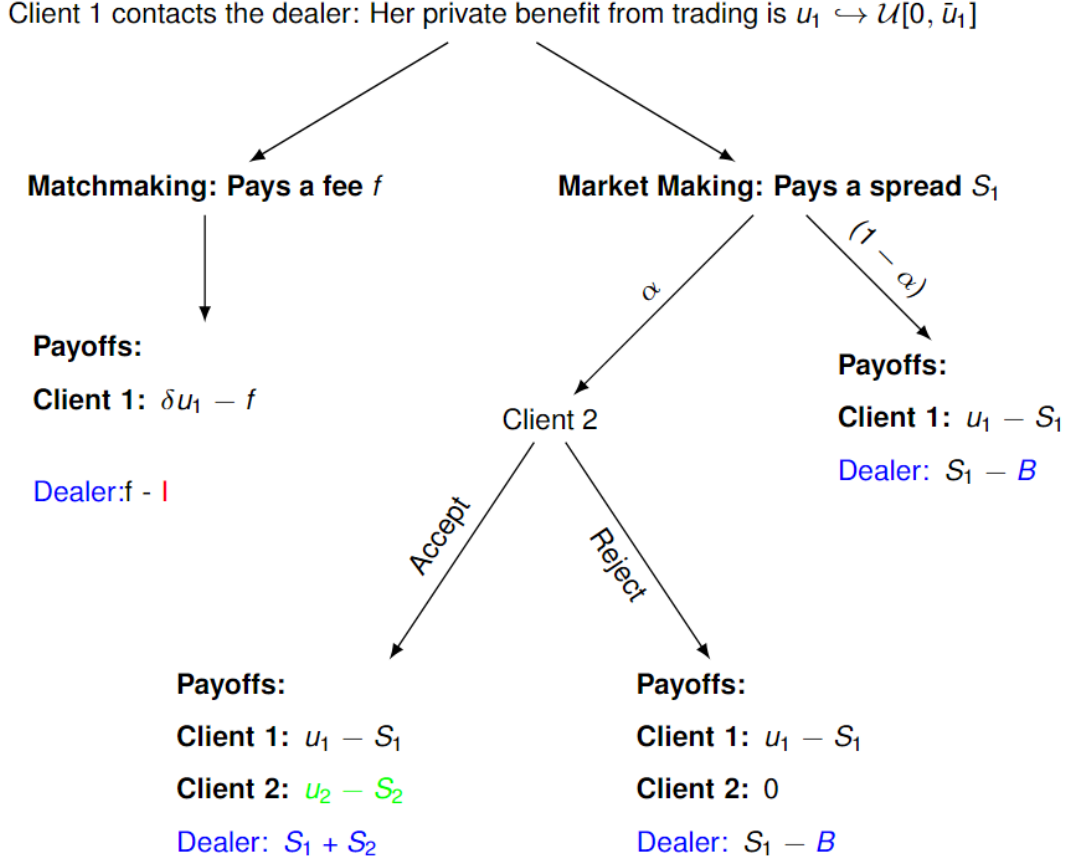 Client 1 contacts the dealer: Her private benefit from trading is u₁ ↪ 𝒰[0, ū₁]
Matchmaking: Pays a fee f
Market Making: Pays a spread S₁
α
(1 − α)
Payoffs:
Client 1: δu₁ − f
Dealer:f - I
Payoffs:
Client 1: u₁ − S₁
Dealer: S₁ − B
Client 2
Accept
Reject
Payoffs:
Client 1: u₁ − S₁
Client 2: u₂ − S₂
Dealer: S₁ + S₂
Payoffs:
Client 1: u₁ − S₁
Client 2: 0
Dealer: S₁ − B